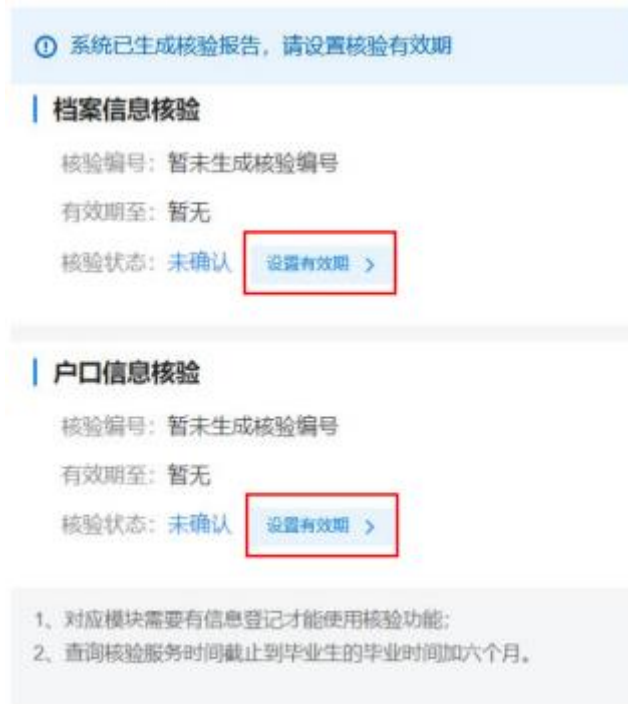 系统已生成核验报告，请设置核验有效期
档案信息核验
核验编号：暂未生成核验编号
有效期至：暂无
核验状态：未确认 设置有效期 >
户口信息核验
核验编号：暂未生成核验编号
有效期至：暂无
核验状态：未确认 设置有效期 >
1、对应模块需要有信息登记才能使用核验功能；
2、查询核验服务时间截止到毕业生的毕业时间加六个月。